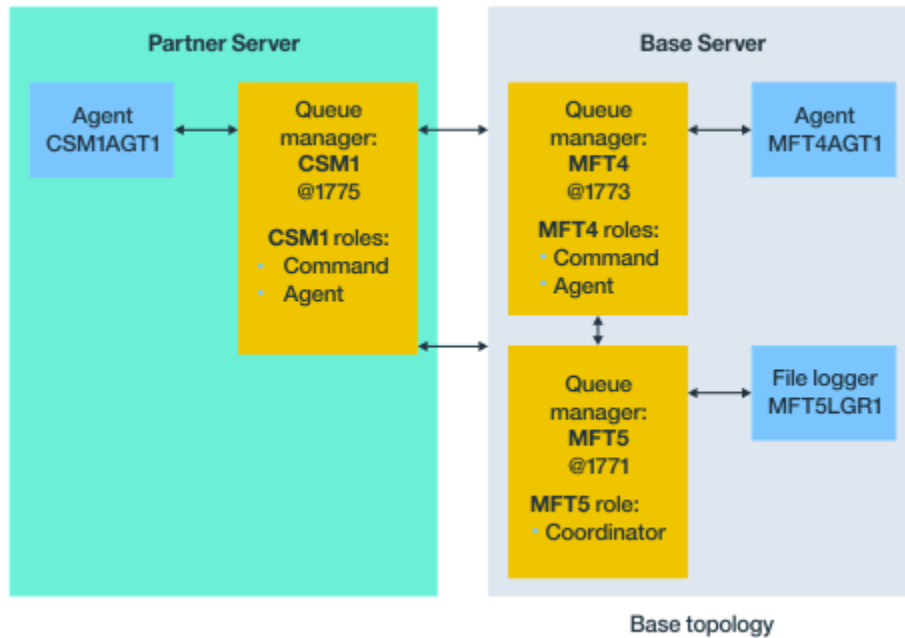 Partner Server
Agent
CSM1AGT1
Queue
manager:
CSM1
@1775
CSM1 roles:
• Command
• Agent
Base Server
Queue
manager:
MFT4
@1773
MFT4 roles:
• Command
• Agent
Agent
MFT4AGT1
Queue
manager:
MFT5
@1771
MFT5 role:
• Coordinator
File logger
MFT5LGR1
Base topology